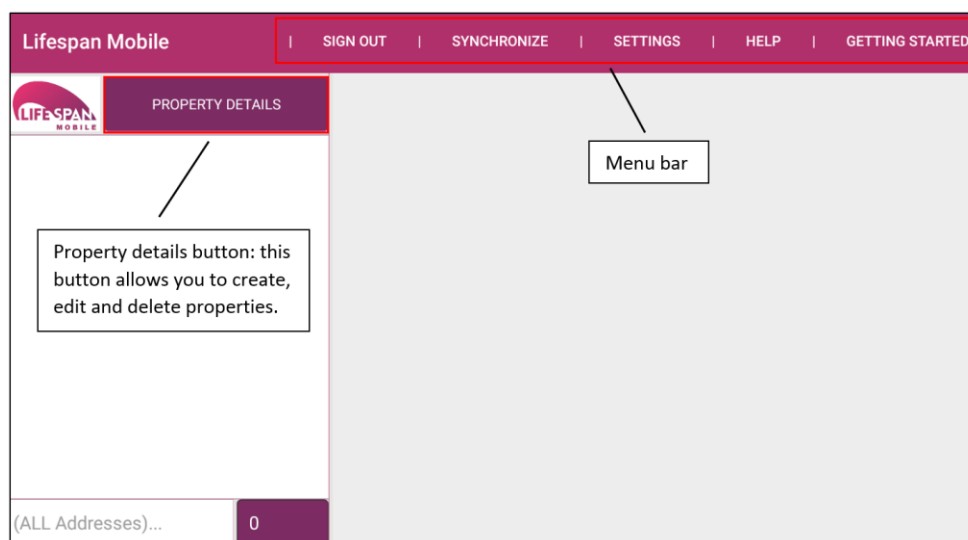 Lifespan Mobile | SIGN OUT | SYNCHRONIZE | SETTINGS | HELP | GETTING STARTED
LIFESPAN
MOBILE
PROPERTY DETAILS
Menu bar
Property details button: this
button allows you to create,
edit and delete properties.
(ALL Addresses)... 0